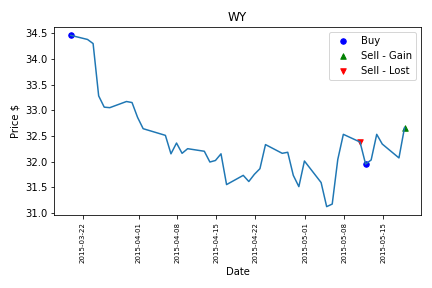 WY
Buy
Sell - Gain
Sell - Lost
Price $
34.5
34.0
33.5
33.0
32.5
32.0
31.5
31.0
2015-03-22
2015-04-01
2015-04-08
2015-04-15
2015-04-22
2015-05-01
2015-05-08
2015-05-15
Date